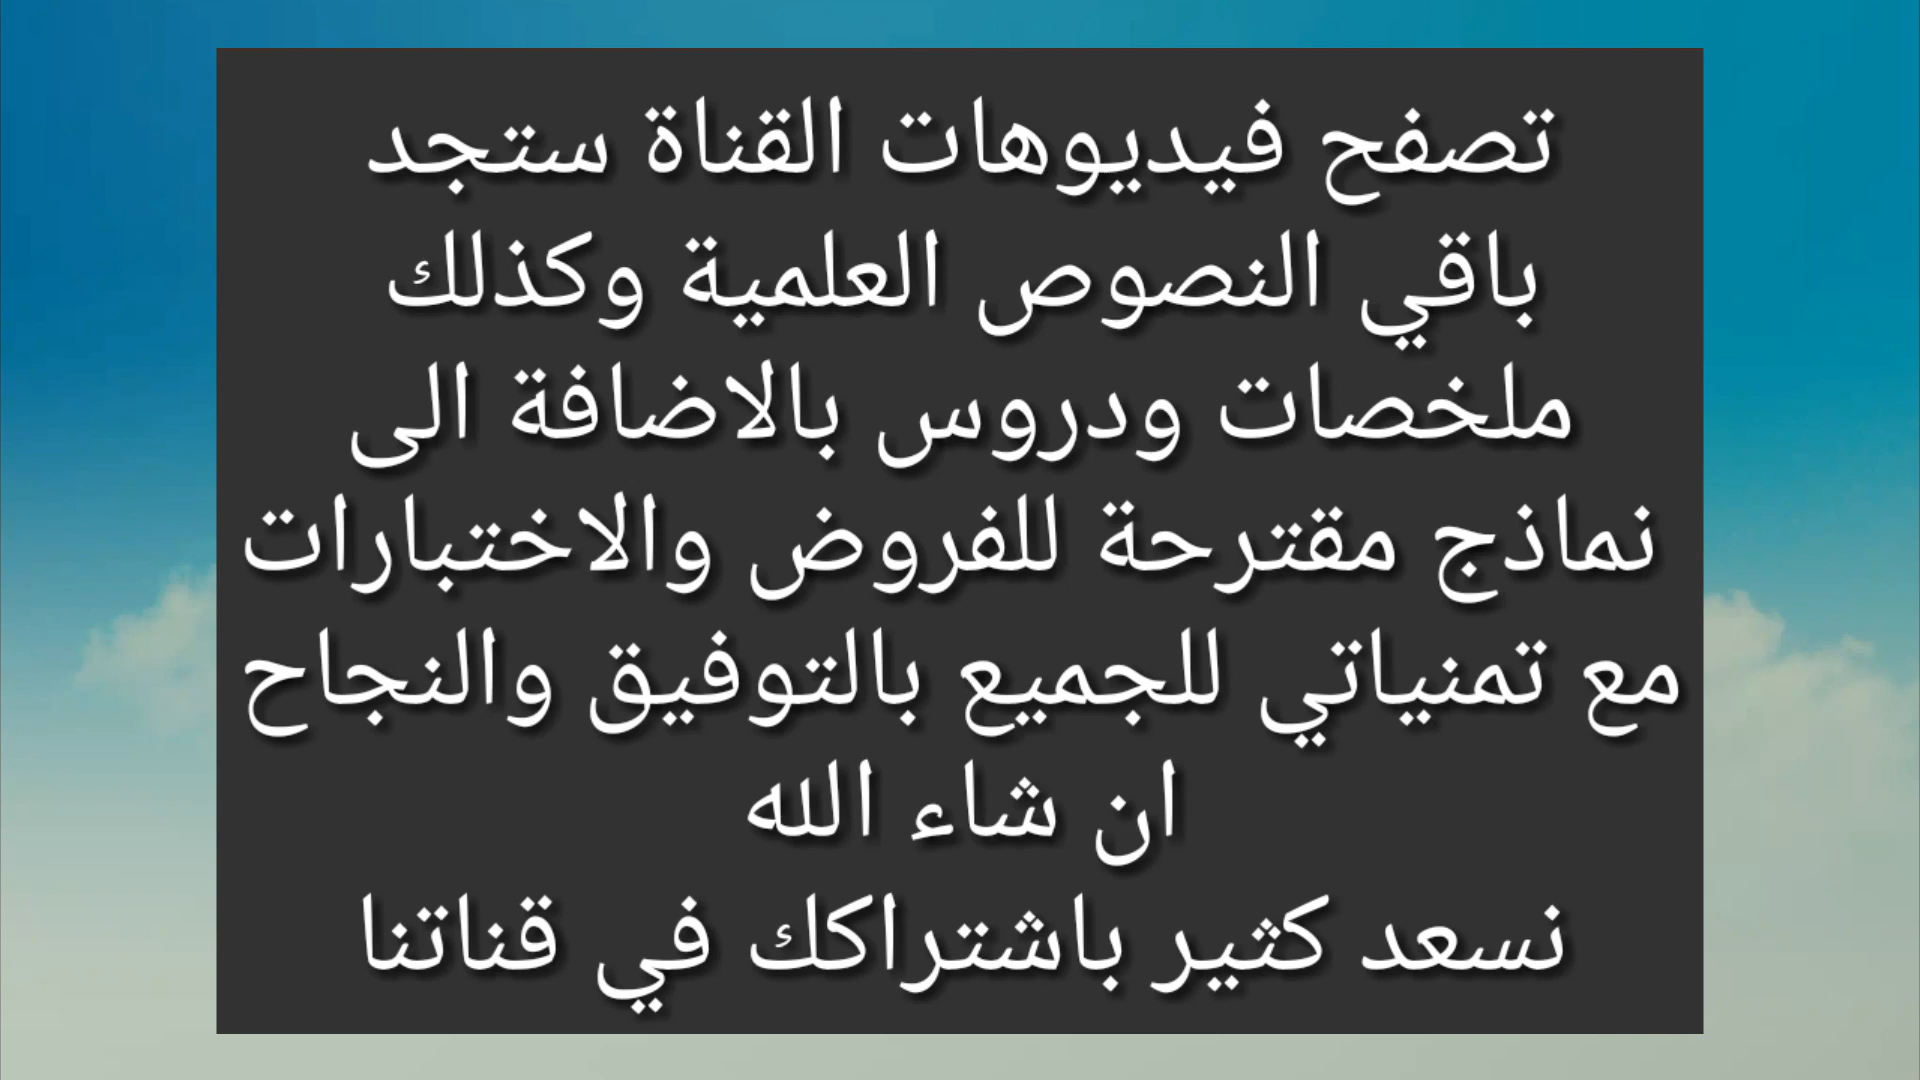 تصفح فيديوهات القناة ستجد
باقي النصوص العلمية وكذلك
ملخصات ودروس بالاضافة الى
نماذج مقترحة للفروض والاختبارات
مع تمنياتي للجميع بالتوفيق والنجاح
ان شاء الله
نسعد كثير باشتراكك في قناتنا